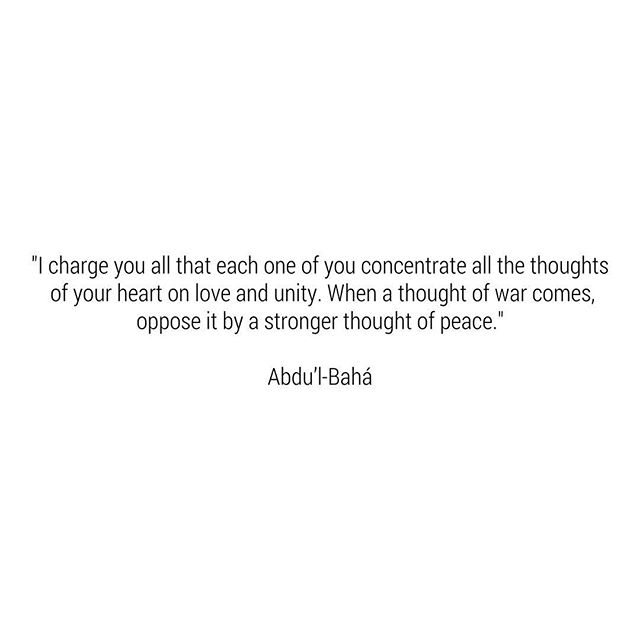 "I charge you all that each one of you concentrate all the thoughts
of your heart on love and unity. When a thought of war comes,
oppose it by a stronger thought of peace."
Abdu’l-Bahá